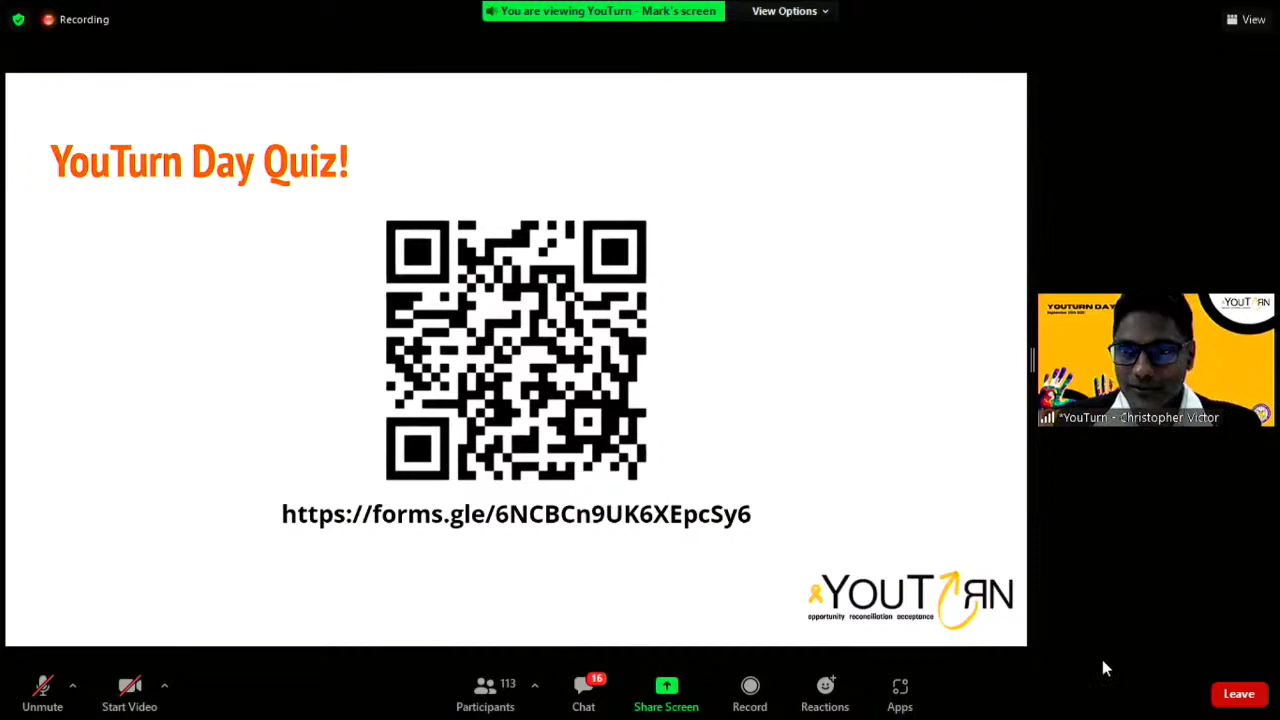 Recording
You are viewing YouTurn - Mark's screen
View Options
View
YouTurn Day Quiz!
https://forms.gle/6NCBCn9UK6XEpcSy6
YOUTURN
opportunity reconciliation acceptance
YOUTURN DAY
YOUTURN
*YouTurn - Christopher Victor
Unmute
Start Video
113
Participants
16
Chat
Share Screen
Record
Reactions
Apps
Leave